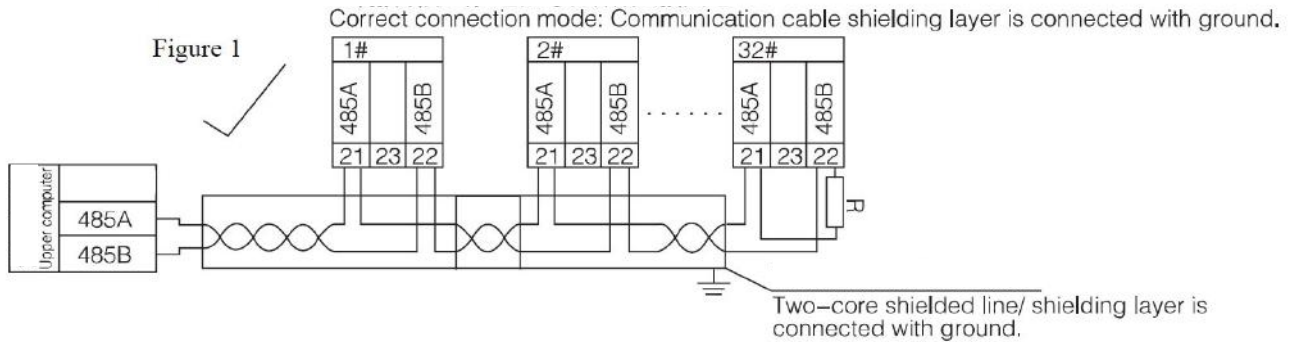 Correct connection mode: Communication cable shielding layer is connected with ground.
Figure 1
1#
485A
485B
21 23 22
2#
485A
485B
21 23 22
32#
485A
485B
21 23 22
R
Upper computer
485A
485B
Two-core shielded line/ shielding layer is
connected with ground.